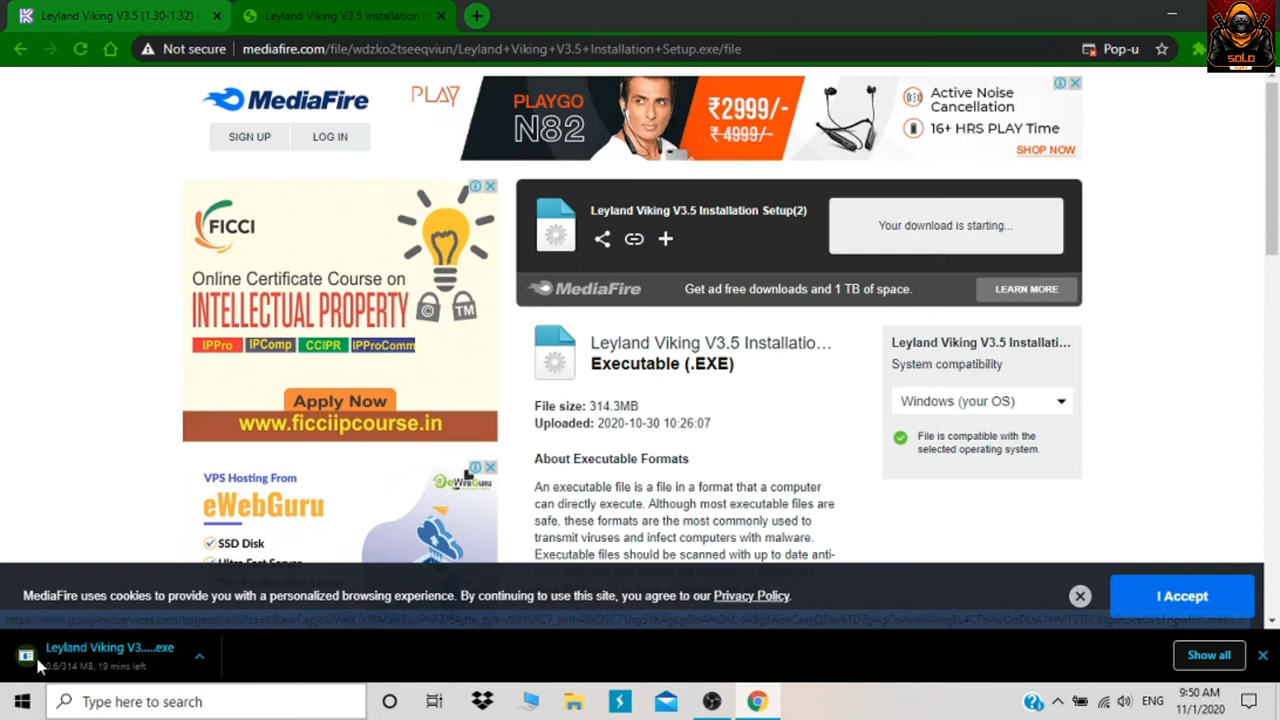 Leyland Viking V3.5 (1.30-1.32) –
Leyland Viking V3.5 Installation
Not secure
mediafire.com/file/wdzko2tseeqviun/Leyland+Viking+V3.5+Installation+Setup.exe/file
Pop-u
SOLO
MediaFire
SIGN UP
LOG IN
PLAY
PLAYGO
N82
₹2999/-
₹ 4999/-
Active Noise
Cancellation
16+ HRS PLAY Time
SHOP NOW
FICCI
Online Certificate Course on
INTELLECTUAL PROPERTY
IPPro
IPComp
CCIPR
IPProComm
Apply Now
www.ficciipcourse.in
Leyland Viking V3.5 Installation Setup(2)
Your download is starting...
MediaFire
Get ad free downloads and 1 TB of space.
LEARN MORE
Leyland Viking V3.5 Installatio...
Executable (.EXE)
File size: 314.3MB
Uploaded: 2020-10-30 10:26:07
About Executable Formats
An executable file is a file in a format that a computer
can directly execute. Although most executable files are
safe, these formats are the most commonly used to
transmit viruses and infect computers with malware.
Executable files should be scanned with up to date anti-
Leyland Viking V3.5 Installati...
System compatibility
Windows (your OS)
File is compatible with the
selected operating system.
VPS Hosting From
eWebGuru
eWebGuru
SSD Disk
Ultra Fast Server
MediaFire uses cookies to provide you with a personalized browsing experience. By continuing to use this site, you agree to our Privacy Policy.
I Accept
Leyland Viking V3.....exe
0.6/314 MB, 19 mins left
Show all
Type here to search
ENG
9:50 AM
11/1/2020